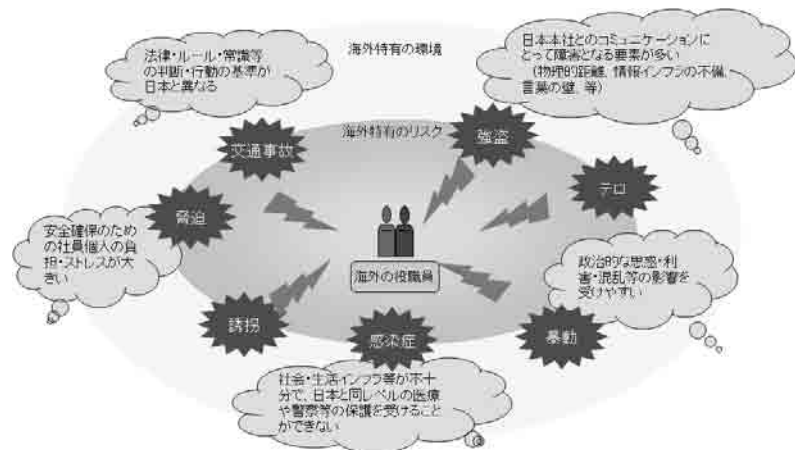 海外特有の環境
法律・ルール・常識等
の判断・行動の基準が
日本と異なる
日本本社とのコミュニケーションに
とって障害となる要素が多い
(物理的距離、情報インフラの不備、
言葉の壁、等)
海外特有のリスク
交通事故
強盗
テロ
脅迫
安全確保のため
の社員個人の負
担・ストレスが大
きい
海外の役職員
政治的な思惑・利
害・混乱等の影響を
受けやすい
誘拐
感染症
暴動
社会・生活インフラ等が不十
分で、日本と同レベルの医療
や警察等の保護を受けること
ができない